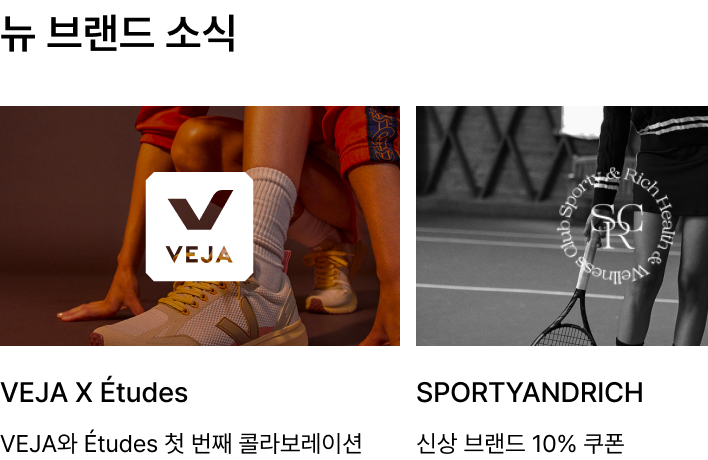 뉴 브랜드 소식
VEJA
Sporty & Rich Health & Wellness Club
SRC
VEJA X Études
SPORTYANDRICH
VEJA와 Études 첫 번째 콜라보레이션
신상 브랜드 10% 쿠폰